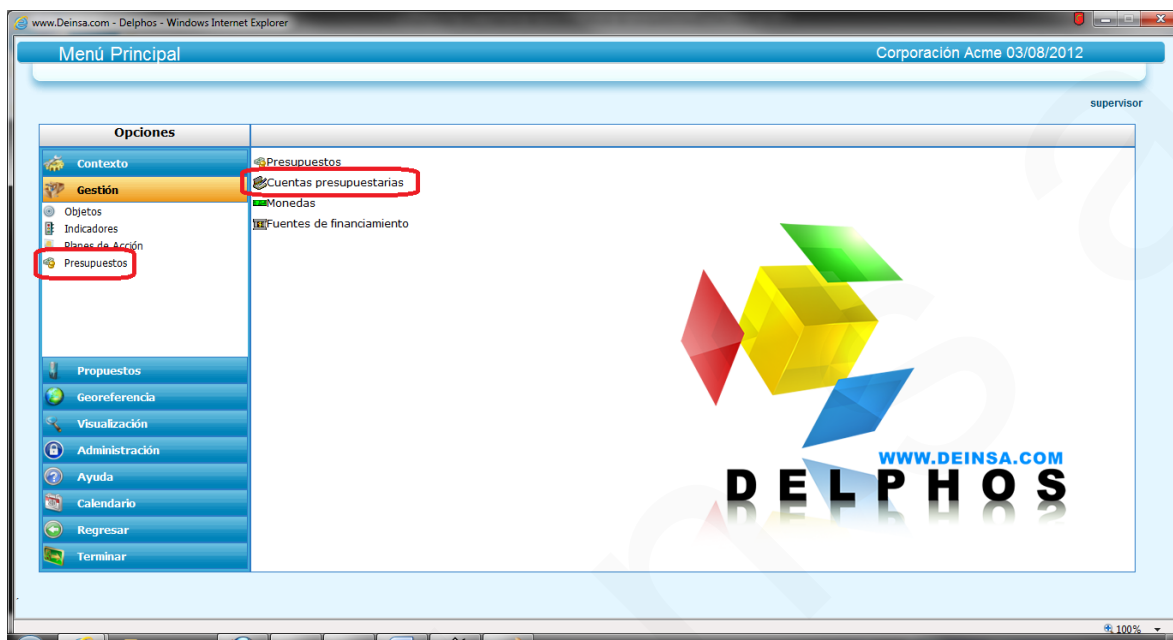 www.Deinsa.com - Delphos - Windows Internet Explorer
Menú Principal
Corporación Acme 03/08/2012
supervisor
Opciones
Contexto
Gestión
Objetos
Indicadores
Planes de Acción
Presupuestos
Propuestos
Georeferencia
Visualización
Administración
Ayuda
Calendario
Regresar
Terminar
Presupuestos
Cuentas presupuestarias
Monedas
Fuentes de financiamiento
WWW.DEINSA.COM
DELPHOS
100%